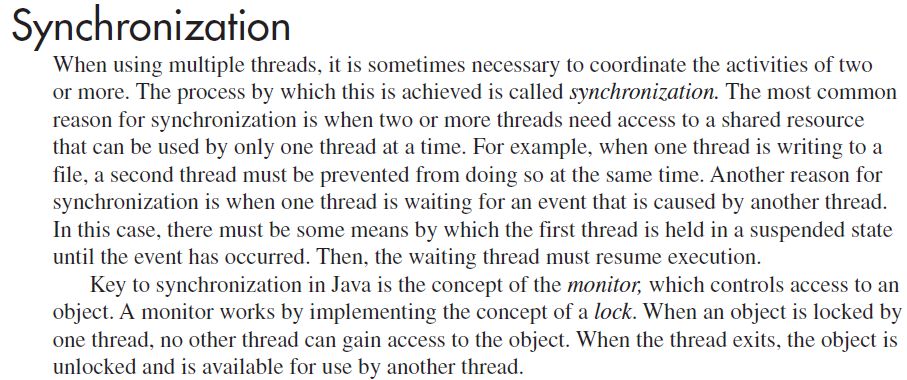 Synchronization
When using multiple threads, it is sometimes necessary to coordinate the activities of two
or more. The process by which this is achieved is called synchronization. The most common
reason for synchronization is when two or more threads need access to a shared resource
that can be used by only one thread at a time. For example, when one thread is writing to a
file, a second thread must be prevented from doing so at the same time. Another reason for
synchronization is when one thread is waiting for an event that is caused by another thread.
In this case, there must be some means by which the first thread is held in a suspended state
until the event has occurred. Then, the waiting thread must resume execution.
Key to synchronization in Java is the concept of the monitor, which controls access to an
object. A monitor works by implementing the concept of a lock. When an object is locked by
one thread, no other thread can gain access to the object. When the thread exits, the object is
unlocked and is available for use by another thread.